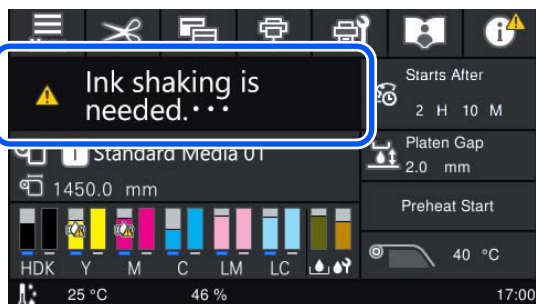 Ink shaking is
needed.···
Starts After
2 H 10 M
1 Standard Media 01
Platen Gap
2.0 mm
1450.0 mm
Preheat Start
HDK Y M C LM LC
40 °C
25 °C 46 % 17:00